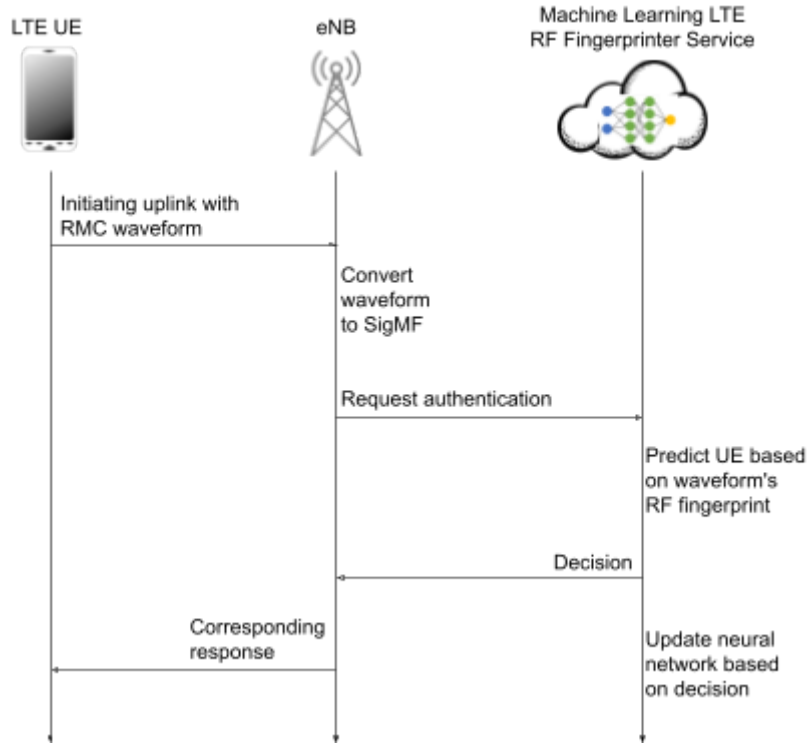 LTE UE
eNB
Machine Learning LTE
RF Fingerprinter Service
Initiating uplink with
RMC waveform
Convert
waveform
to SigMF
Request authentication
Predict UE based
on waveform's
RF fingerprint
Decision
Corresponding
response
Update neural
network based
on decision